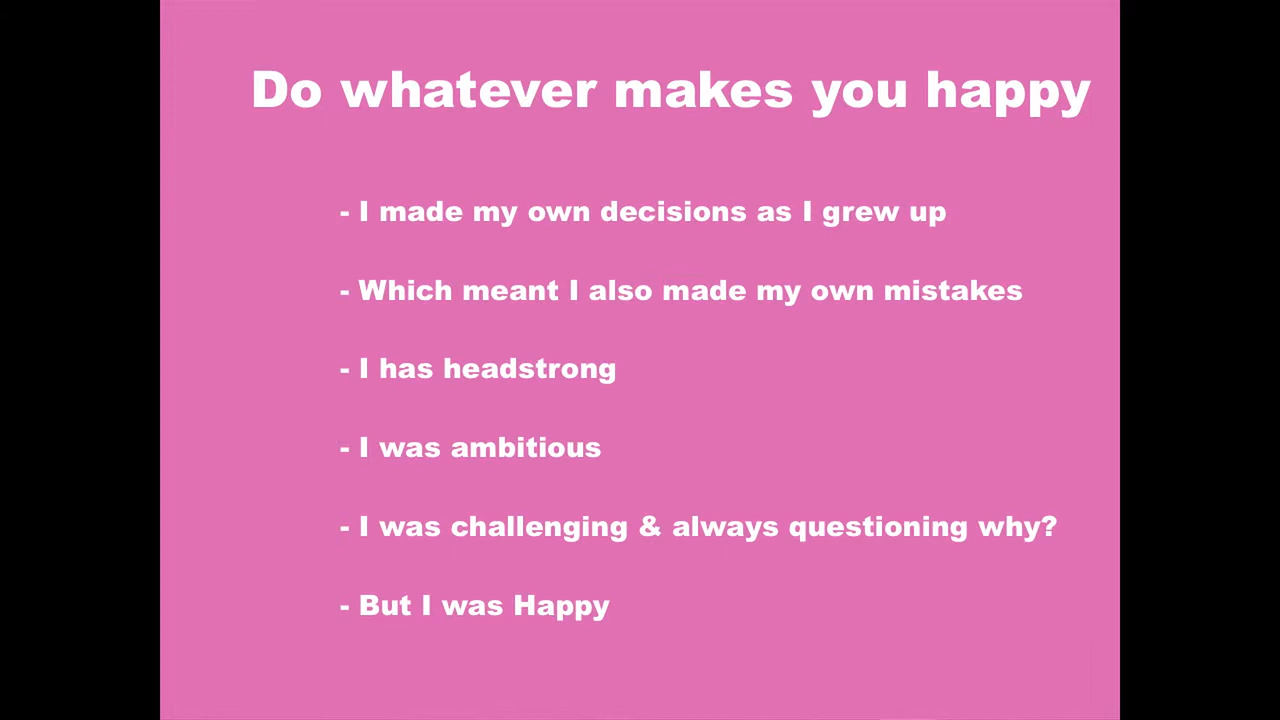 Do whatever makes you happy
- I made my own decisions as I grew up
- Which meant I also made my own mistakes
- I has headstrong
- I was ambitious
- I was challenging & always questioning why?
- But I was Happy